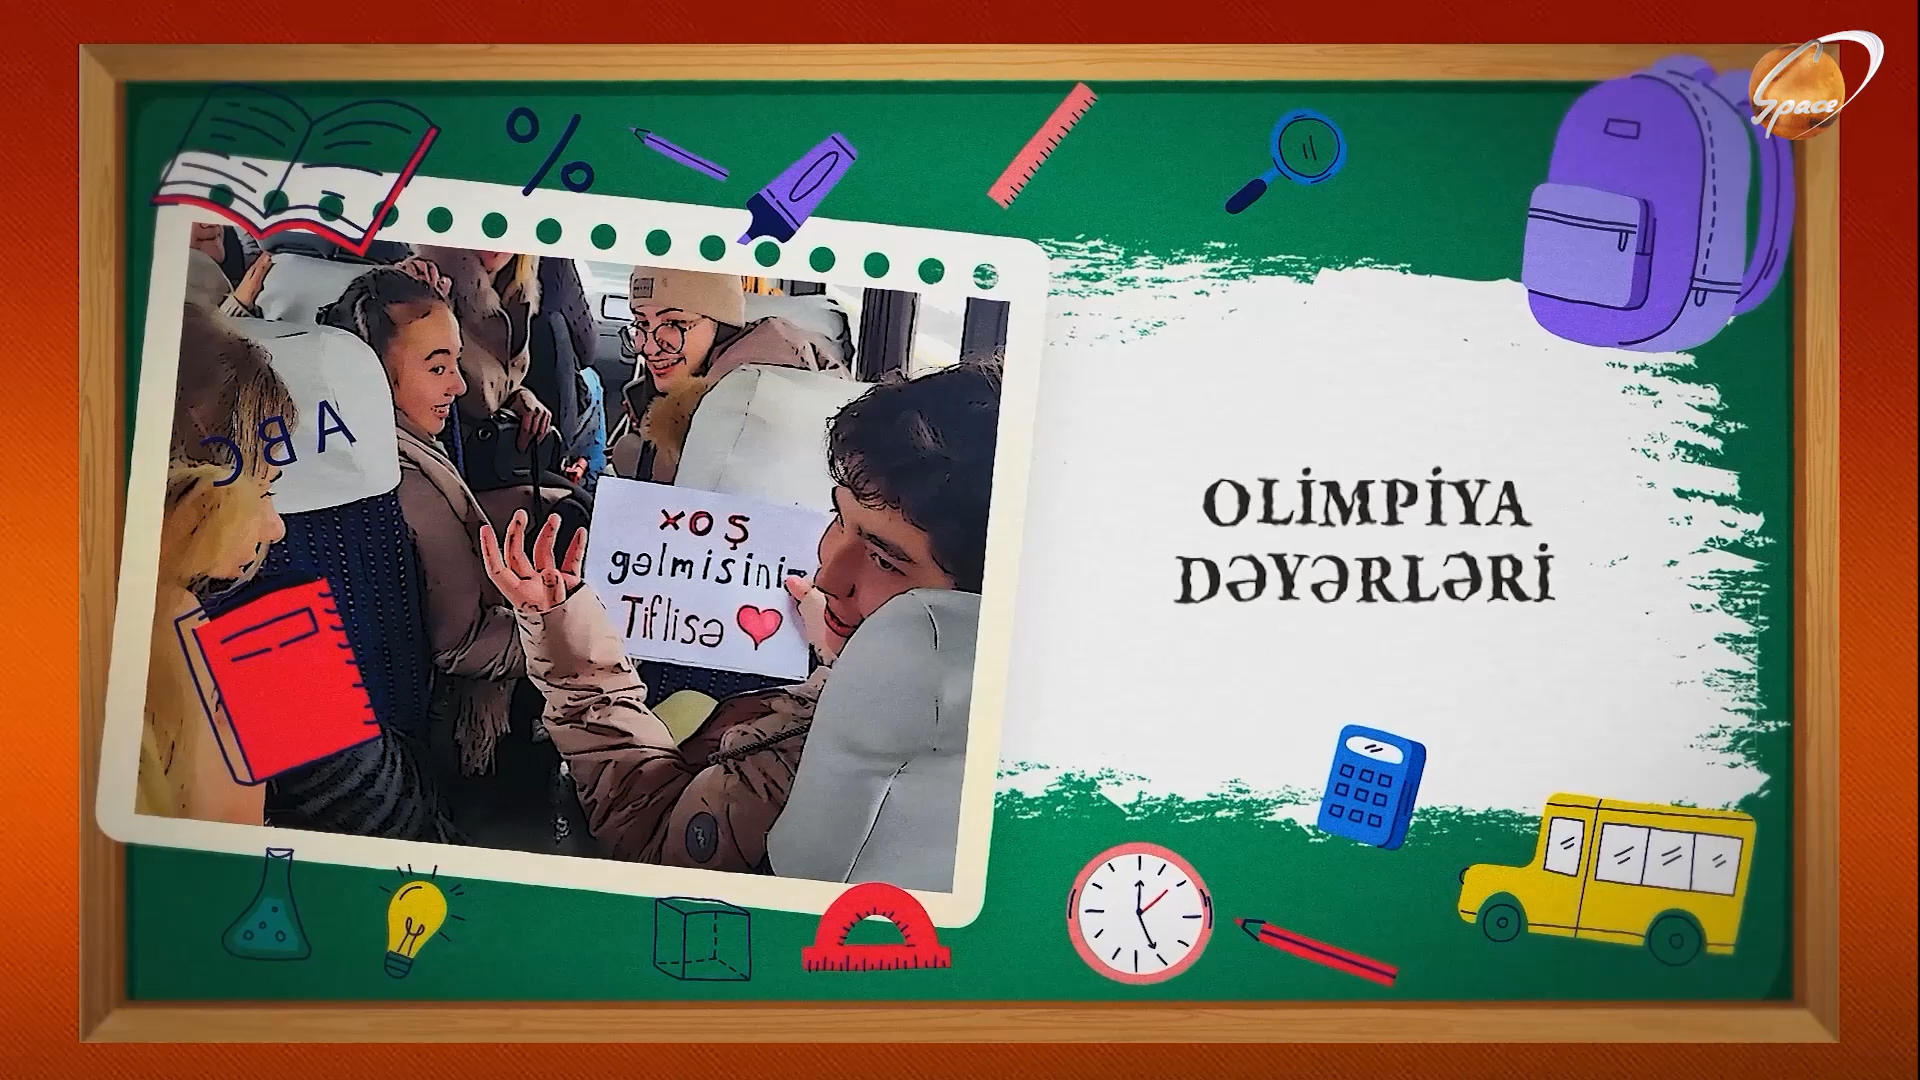 Space
%
ABC
xoş
gəlmisiniz
Tiflisə
OLİMPİYA
DƏYƏRLƏRİ